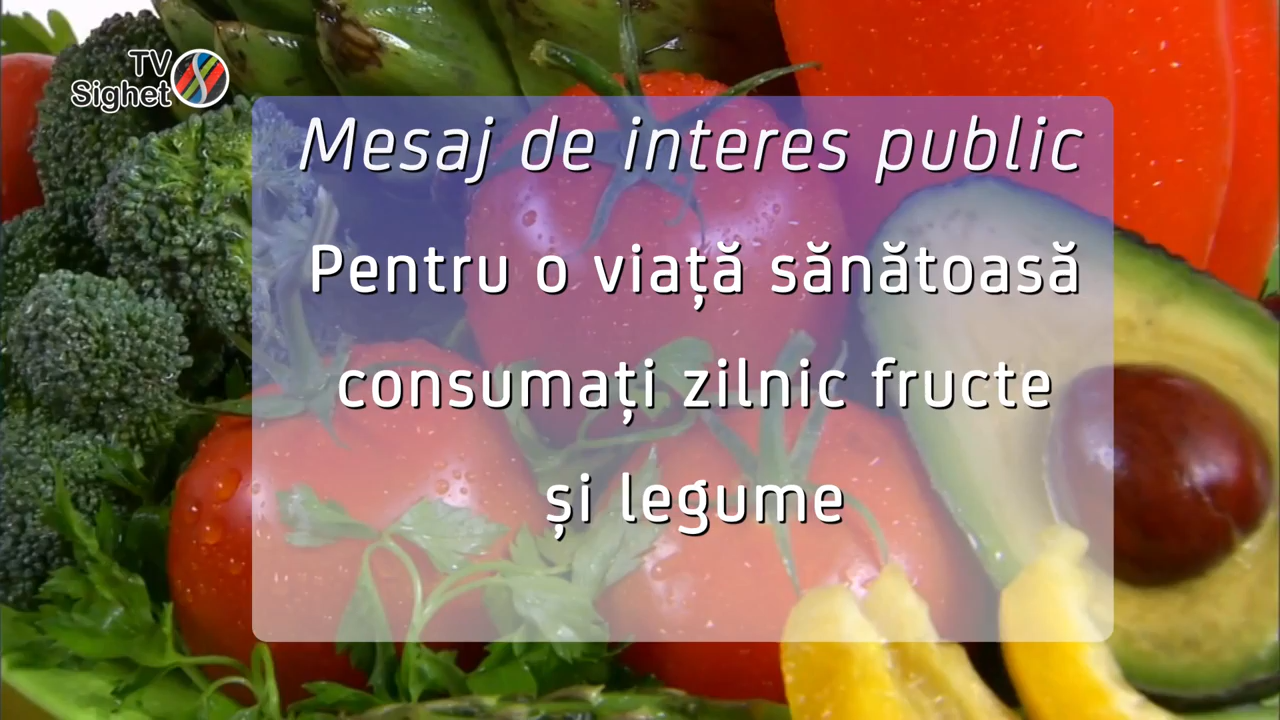 TV
Sighet
Mesaj de interes public
Pentru o viață sănătoasă
consumați zilnic fructe
și legume